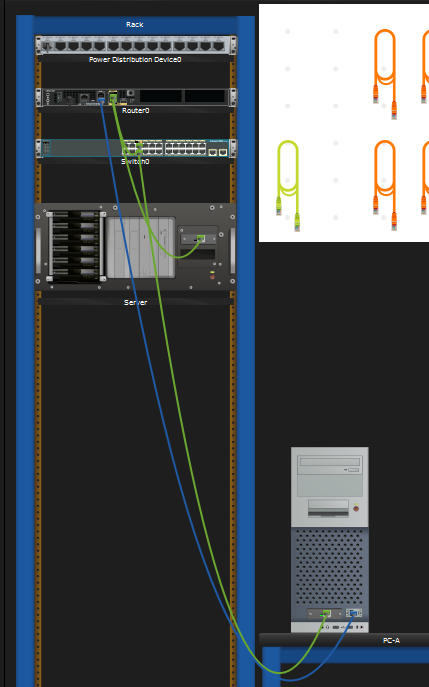 Rack
Power Distribution Device0
Router0
Switch0
Server
PC-A